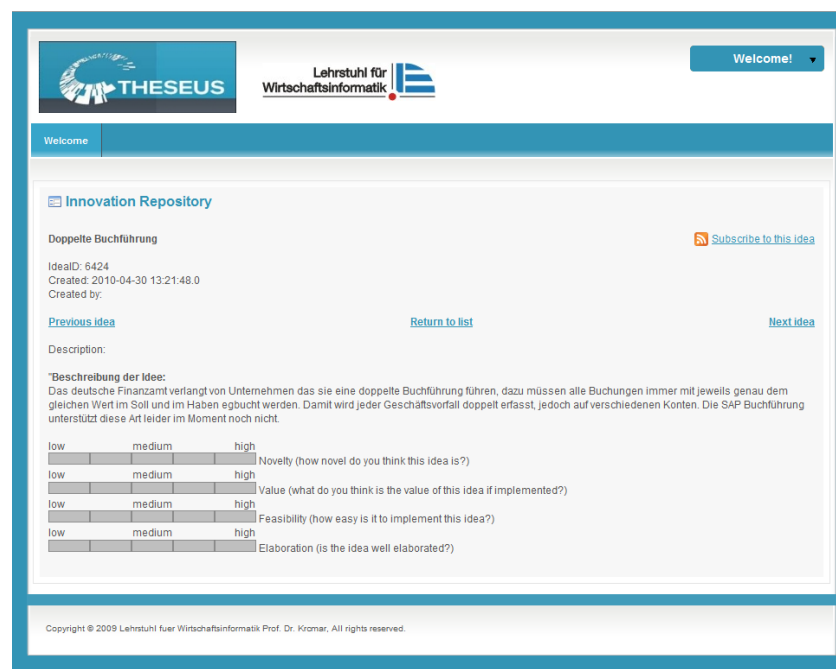 THESEUS
Lehrstuhl für
Wirtschaftsinformatik
Welcome!
Welcome
Innovation Repository
Doppelte Buchführung
Subscribe to this idea
IdeaID: 6424
Created: 2010-04-30 13:21:48.0
Created by:
Previous idea Return to list Next idea
Description:
"Beschreibung der Idee:
Das deutsche Finanzamt verlangt von Unternehmen das sie eine doppelte Buchführung führen, dazu müssen alle Buchungen immer mit jeweils genau dem
gleichen Wert im Soll und im Haben egbucht werden. Damit wird jeder Geschäftsvorfall doppelt erfasst, jedoch auf verschiedenen Konten. Die SAP Buchführung
unterstützt diese Art leider im Moment noch nicht.
low medium high
Novelty (how novel do you think this idea is?)
low medium high
Value (what do you think is the value of this idea if implemented?)
low medium high
Feasibility (how easy is it to implement this idea?)
low medium high
Elaboration (is the idea well elaborated?)
Copyright © 2009 Lehrstuhl fuer Wirtschaftsinformatik Prof. Dr. Krcmar, All rights reserved.